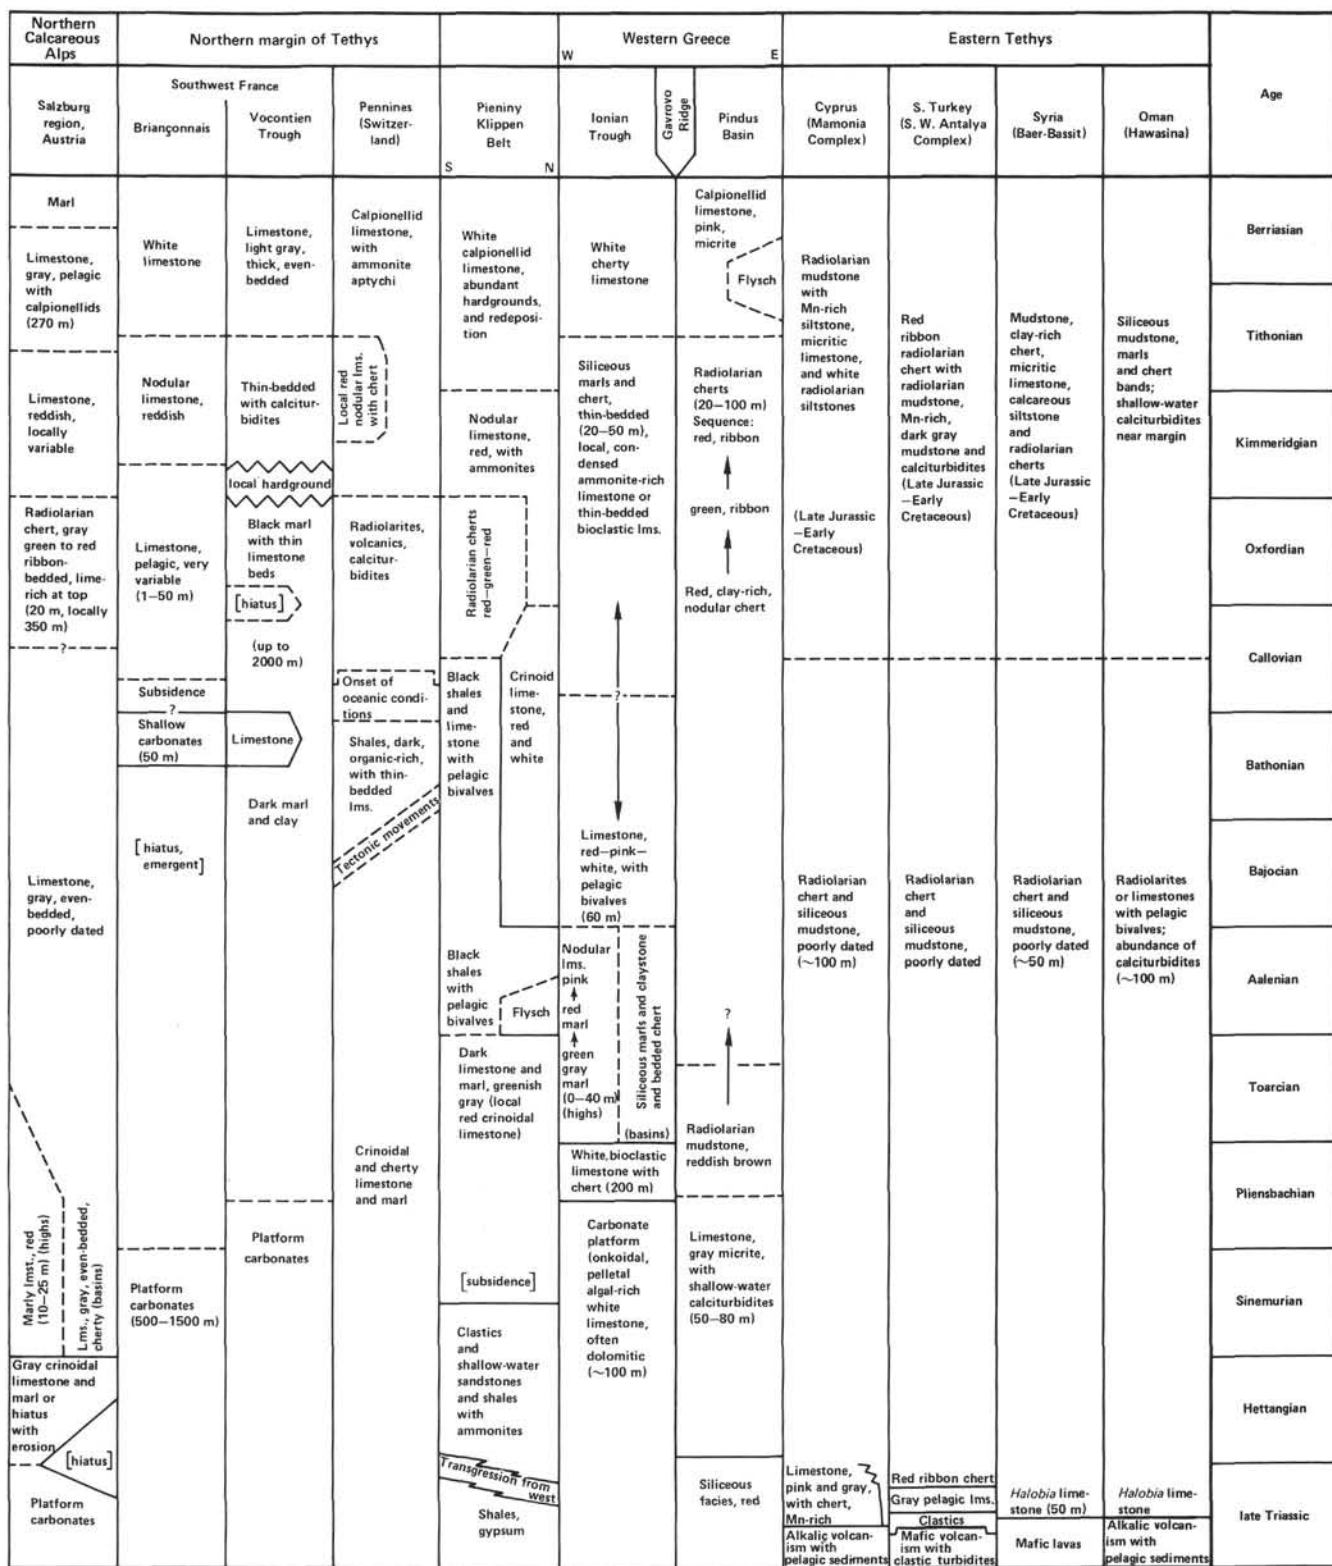 Northern
Calcareous
Alps
Northern margin of Tethys
Western Greece
W
E
Eastern Tethys
Age
Salzburg
region,
Austria
Southwest France
Briançonnais
Vocontien
Trough
Pennines
(Switzer-
land)
Pieniny
Klippen
Belt
S
N
Ionian
Trough
Gavrovo
Ridge
Pindus
Basin
Cyprus
(Mamonia
Complex)
S. Turkey
(S. W. Antalya
Complex)
Syria
(Baer-Bassit)
Oman
(Hawasina)
Marl
Limestone,
gray, pelagic
with
calpionellids
(270 m)
Limestone,
reddish,
locally
variable
Radiolarian
chert, gray
green to red
ribbon-
bedded, lime-
rich at top
(20 m, locally
350 m)
?
Limestone,
gray, even-
bedded,
poorly dated
Marly lmst., red
(10–25 m) (highs)
Lms., gray, even-bedded,
cherty (basins)
Gray crinoidal
limestone and
marl or
hiatus
with
erosion
[hiatus]
Platform
carbonates
White
limestone
Nodular
limestone,
reddish
Limestone,
pelagic, very
variable
(1–50 m)
Subsidence
?
Shallow
carbonates
(50 m)
[hiatus,
emergent]
Platform
carbonates
(500–1500 m)
Limestone,
light gray,
thick, even-
bedded
Thin-bedded
with calcitur-
bidites
local hardground
Black marl
with thin
limestone
beds
[hiatus]
(up to
2000 m)
Limestone
Dark marl
and clay
Platform
carbonates
Calpionellid
limestone,
with
ammonite
aptychi
Local red
nodular lms.
with chert
Radiolarites,
volcanics,
calcitur-
bidites
Onset of
oceanic condi-
tions
Shales, dark,
organic-rich,
with thin-
bedded
lms.
Tectonic movements
Crinoidal
and cherty
limestone
and marl
White
calpionellid
limestone,
abundant
hardgrounds,
and redeposi-
tion
Nodular
limestone,
red, with
ammonites
Radiolarian cherts
red–green–red
Black
shales
and
lime-
stone
with
pelagic
bivalves
Crinoid
lime-
stone,
red
and
white
Black
shales
with
pelagic
bivalves
Flysch
Dark
limestone and
marl, greenish
gray (local
red crinoidal
limestone)
[subsidence]
Clastics
and
shallow-water
sandstones
and shales
with
ammonites
Transgression from
west
Shales,
gypsum
White
cherty
limestone
Siliceous
marls and
chert,
thin-bedded
(20–50 m),
local, con-
densed
ammonite-rich
limestone or
thin-bedded
bioclastic lms.
?
Limestone,
red–pink–
white, with
pelagic
bivalves
(60 m)
Nodular
lms.
pink
red
marl
green
gray
marl
(0–40 m)
(highs)
Siliceous marls and claystone
and bedded chert
(basins)
White, bioclastic
limestone with
chert (200 m)
Carbonate
platform
(onkoidal,
pelletal
algal-rich
white
limestone,
often
dolomitic
(~100 m)
Calpionellid
limestone,
pink,
micrite
Flysch
Radiolarian
cherts
(20–100 m)
Sequence:
red, ribbon
green, ribbon
Red, clay-rich,
nodular chert
?
Radiolarian
mudstone,
reddish brown
Limestone,
gray micrite,
with
shallow-water
calciturbidites
(50–80 m)
Siliceous
facies, red
Radiolarian
mudstone
with
Mn-rich
siltstone,
micritic
limestone,
and white
radiolarian
siltstones
(Late Jurassic
–Early
Cretaceous)
Radiolarian
chert and
siliceous
mudstone,
poorly dated
(~100 m)
Limestone,
pink and gray,
with chert,
Mn-rich
Alkalic volcan-
ism with
pelagic sediments
Red
ribbon
radiolarian
chert with
radiolarian
mudstone,
Mn-rich,
dark gray
mudstone and
calciturbidites
(Late Jurassic
–Early
Cretaceous)
Radiolarian
chert
and
siliceous
mudstone,
poorly dated
Red ribbon chert
Gray pelagic lms.
Clastics
Mafic volcan-
ism with
clastic turbidites
Mudstone,
clay-rich
chert,
micritic
limestone,
calcareous
siltstone
and
radiolarian
cherts
(Late Jurassic
–Early
Cretaceous)
Radiolarian
chert and
siliceous
mudstone,
poorly dated
(~50 m)
Halobia lime-
stone (50 m)
Mafic lavas
Siliceous
mudstone,
marls
and chert
bands;
shallow-water
calciturbidites
near margin
Radiolarites
or limestones
with pelagic
bivalves;
abundance of
calciturbidites
(~100 m)
Halobia lime-
stone
Alkalic volcan-
ism with
pelagic sediments
Berriasian
Tithonian
Kimmeridgian
Oxfordian
Callovian
Bathonian
Bajocian
Aalenian
Toarcian
Pliensbachian
Sinemurian
Hettangian
late Triassic